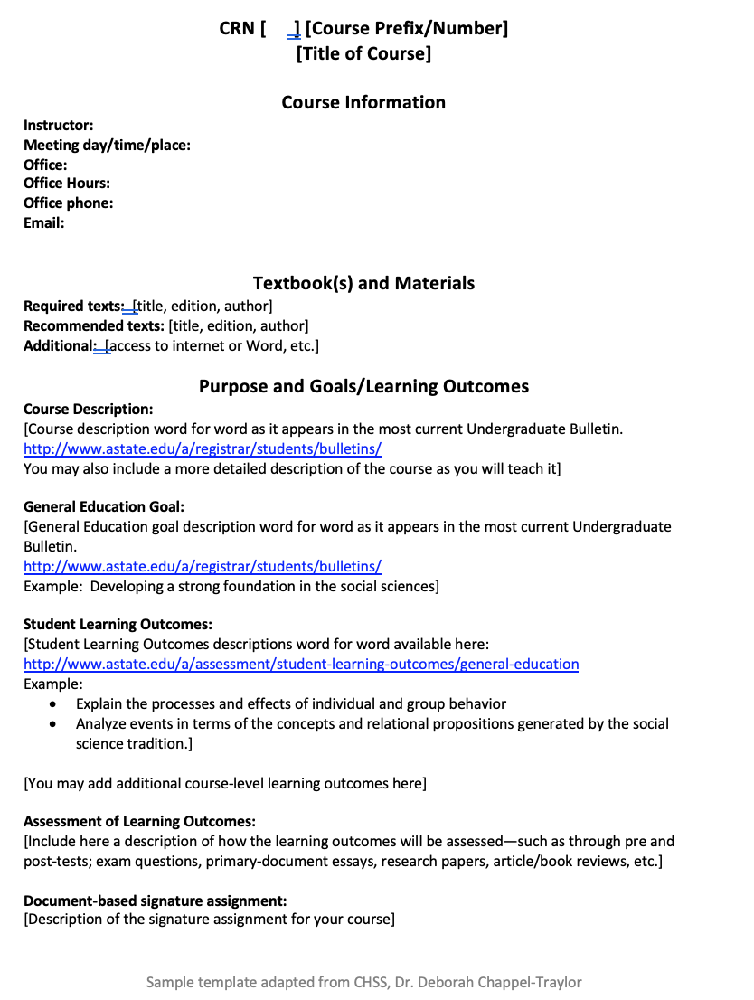 CRN [    ] [Course Prefix/Number]
[Title of Course]
Course Information
Instructor:
Meeting day/time/place:
Office:
Office Hours:
Office phone:
Email:
Textbook(s) and Materials
Required texts:  [title, edition, author]
Recommended texts: [title, edition, author]
Additional:  [access to internet or Word, etc.]
Purpose and Goals/Learning Outcomes
Course Description:
[Course description word for word as it appears in the most current Undergraduate Bulletin.
http://www.astate.edu/a/registrar/students/bulletins/
You may also include a more detailed description of the course as you will teach it]
General Education Goal:
[General Education goal description word for word as it appears in the most current Undergraduate
Bulletin.
http://www.astate.edu/a/registrar/students/bulletins/
Example:  Developing a strong foundation in the social sciences]
Student Learning Outcomes:
[Student Learning Outcomes descriptions word for word available here:
http://www.astate.edu/a/assessment/student-learning-outcomes/general-education
Example:
• Explain the processes and effects of individual and group behavior
• Analyze events in terms of the concepts and relational propositions generated by the social
science tradition.]
[You may add additional course-level learning outcomes here]
Assessment of Learning Outcomes:
[Include here a description of how the learning outcomes will be assessed—such as through pre and
post-tests; exam questions, primary-document essays, research papers, article/book reviews, etc.]
Document-based signature assignment:
[Description of the signature assignment for your course]
Sample template adapted from CHSS, Dr. Deborah Chappel-Traylor